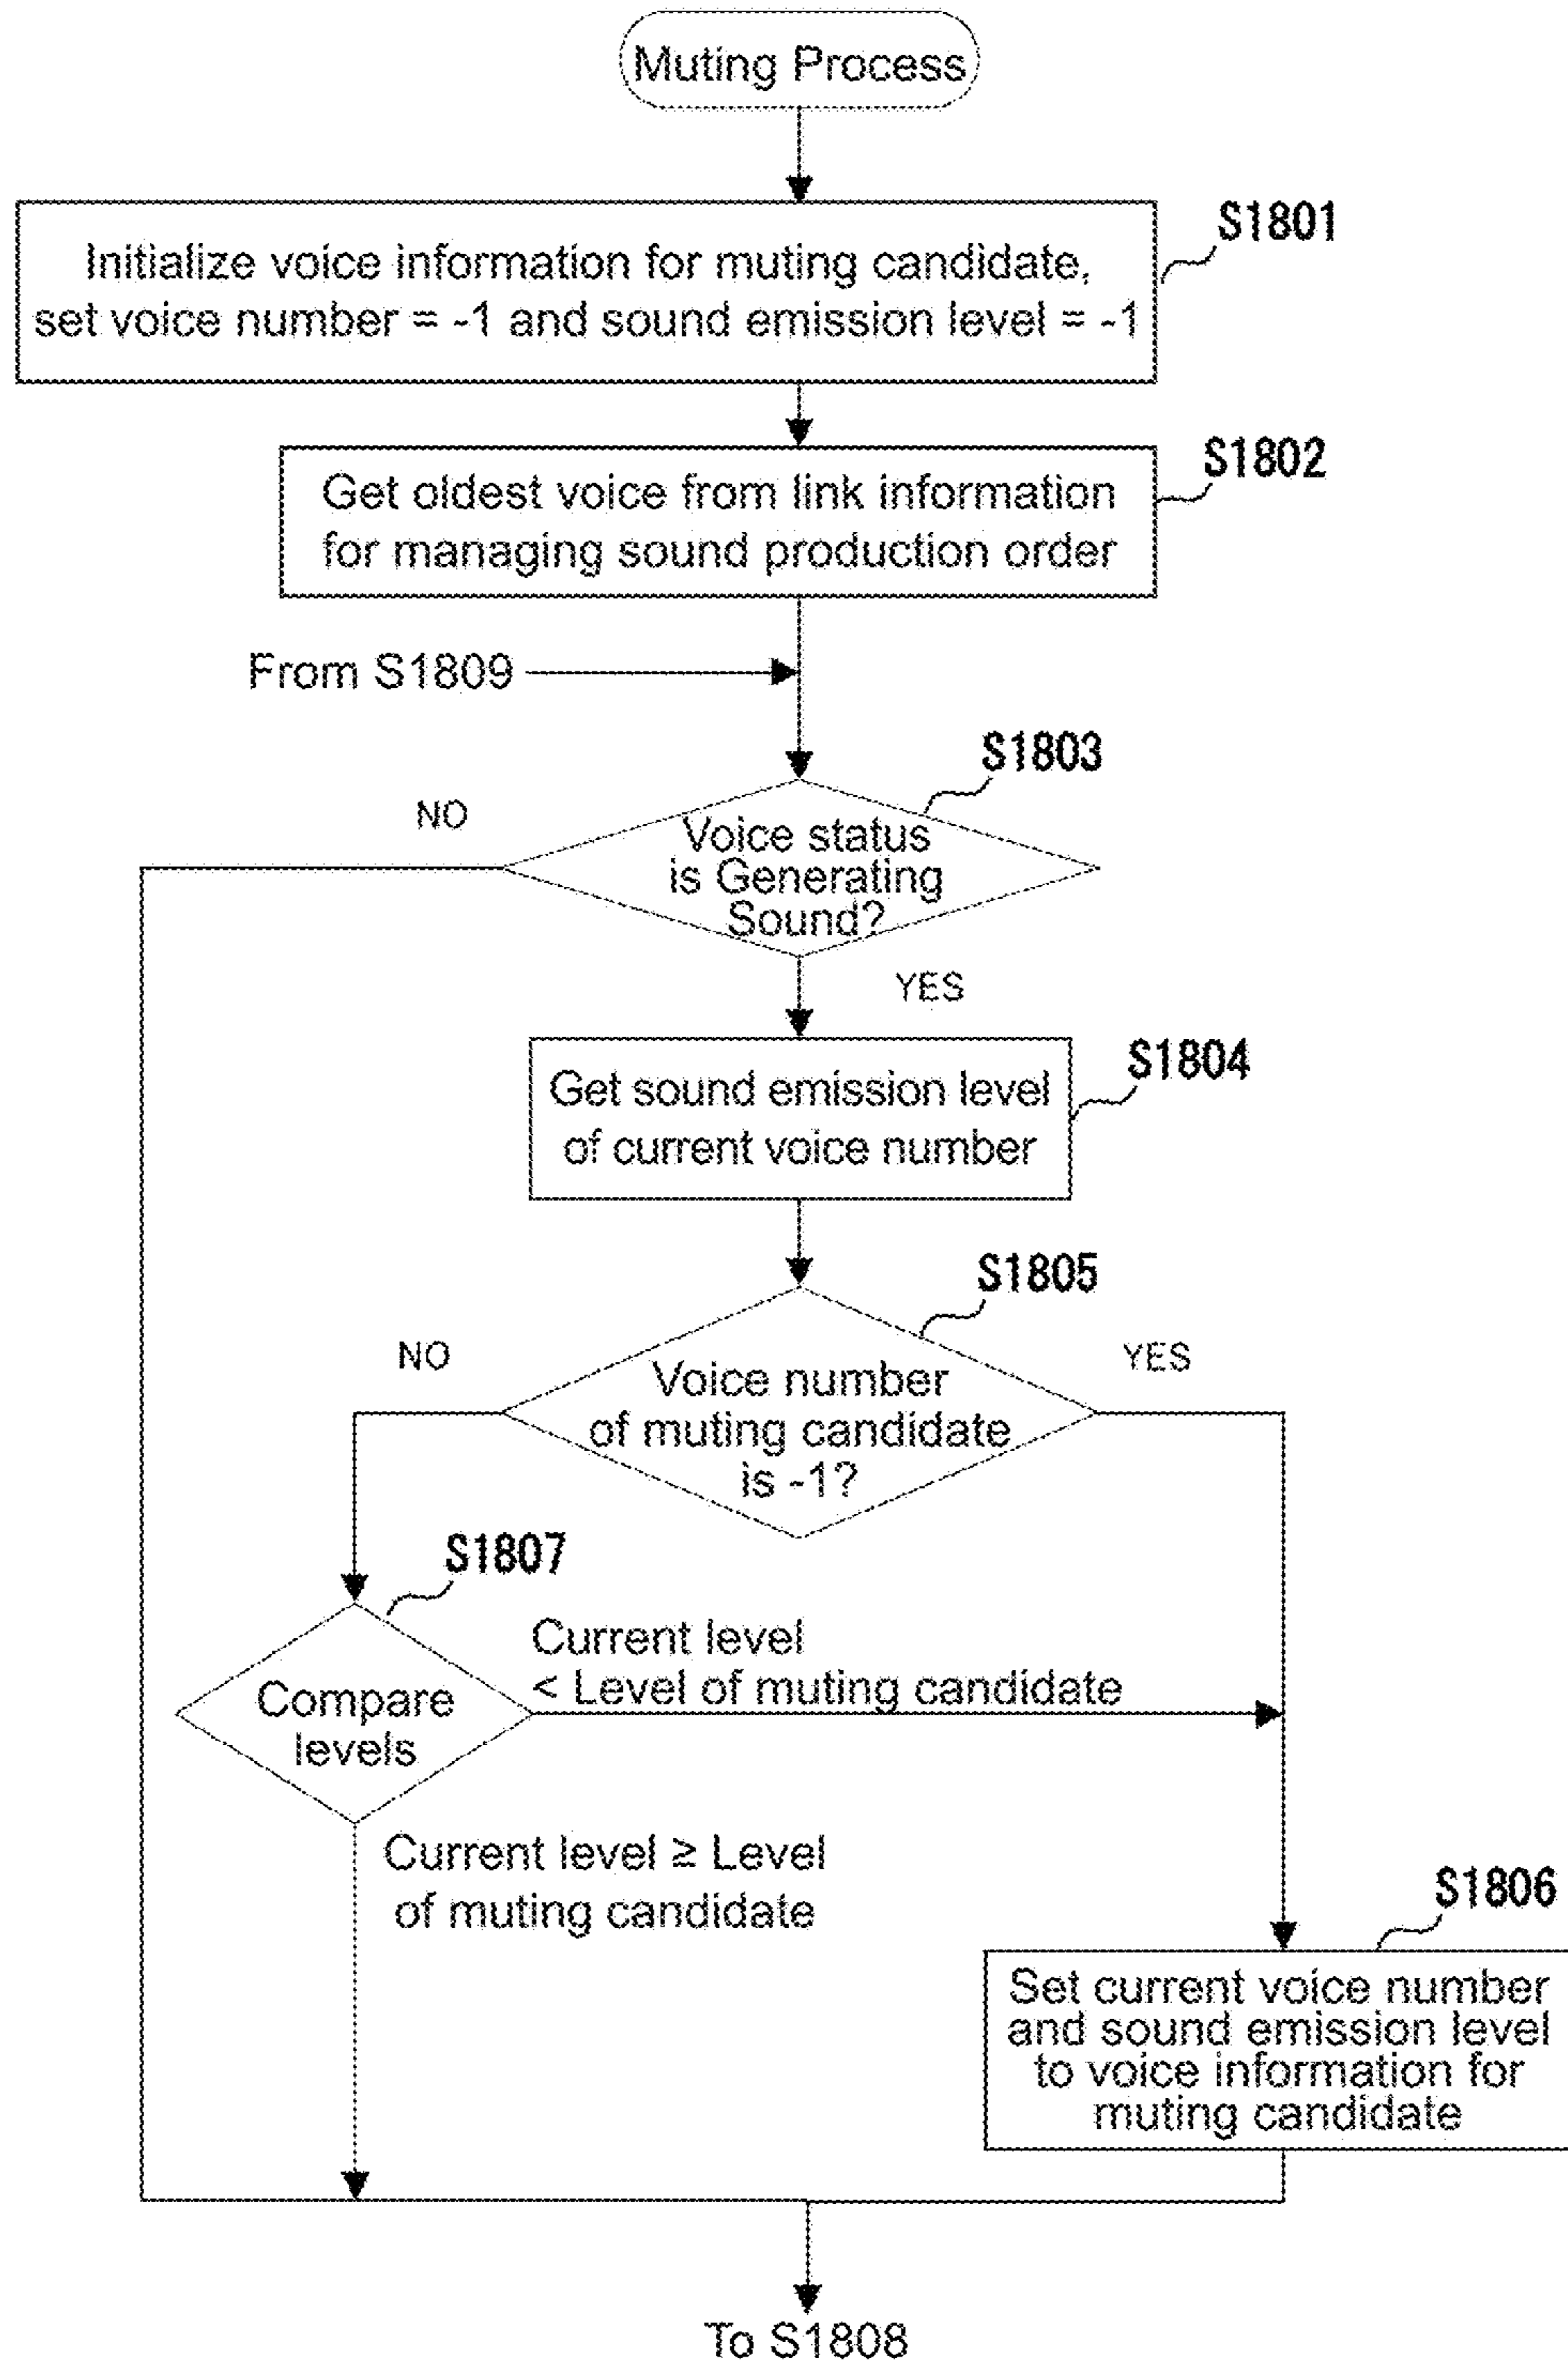 Muting Process
S1801
Initialize voice information for muting candidate,
set voice number = -1 and sound emission level = -1
S1802
Get oldest voice from link information
for managing sound production order
From S1809
S1803
NO
Voice status
is Generating
Sound?
YES
S1804
Get sound emission level
of current voice number
S1805
NO
YES
Voice number
of muting candidate
is -1?
S1807
Current level
< Level of muting candidate
Compare
levels
Current level ≥ Level
of muting candidate
S1806
Set current voice number
and sound emission level
to voice information for
muting candidate
To S1808